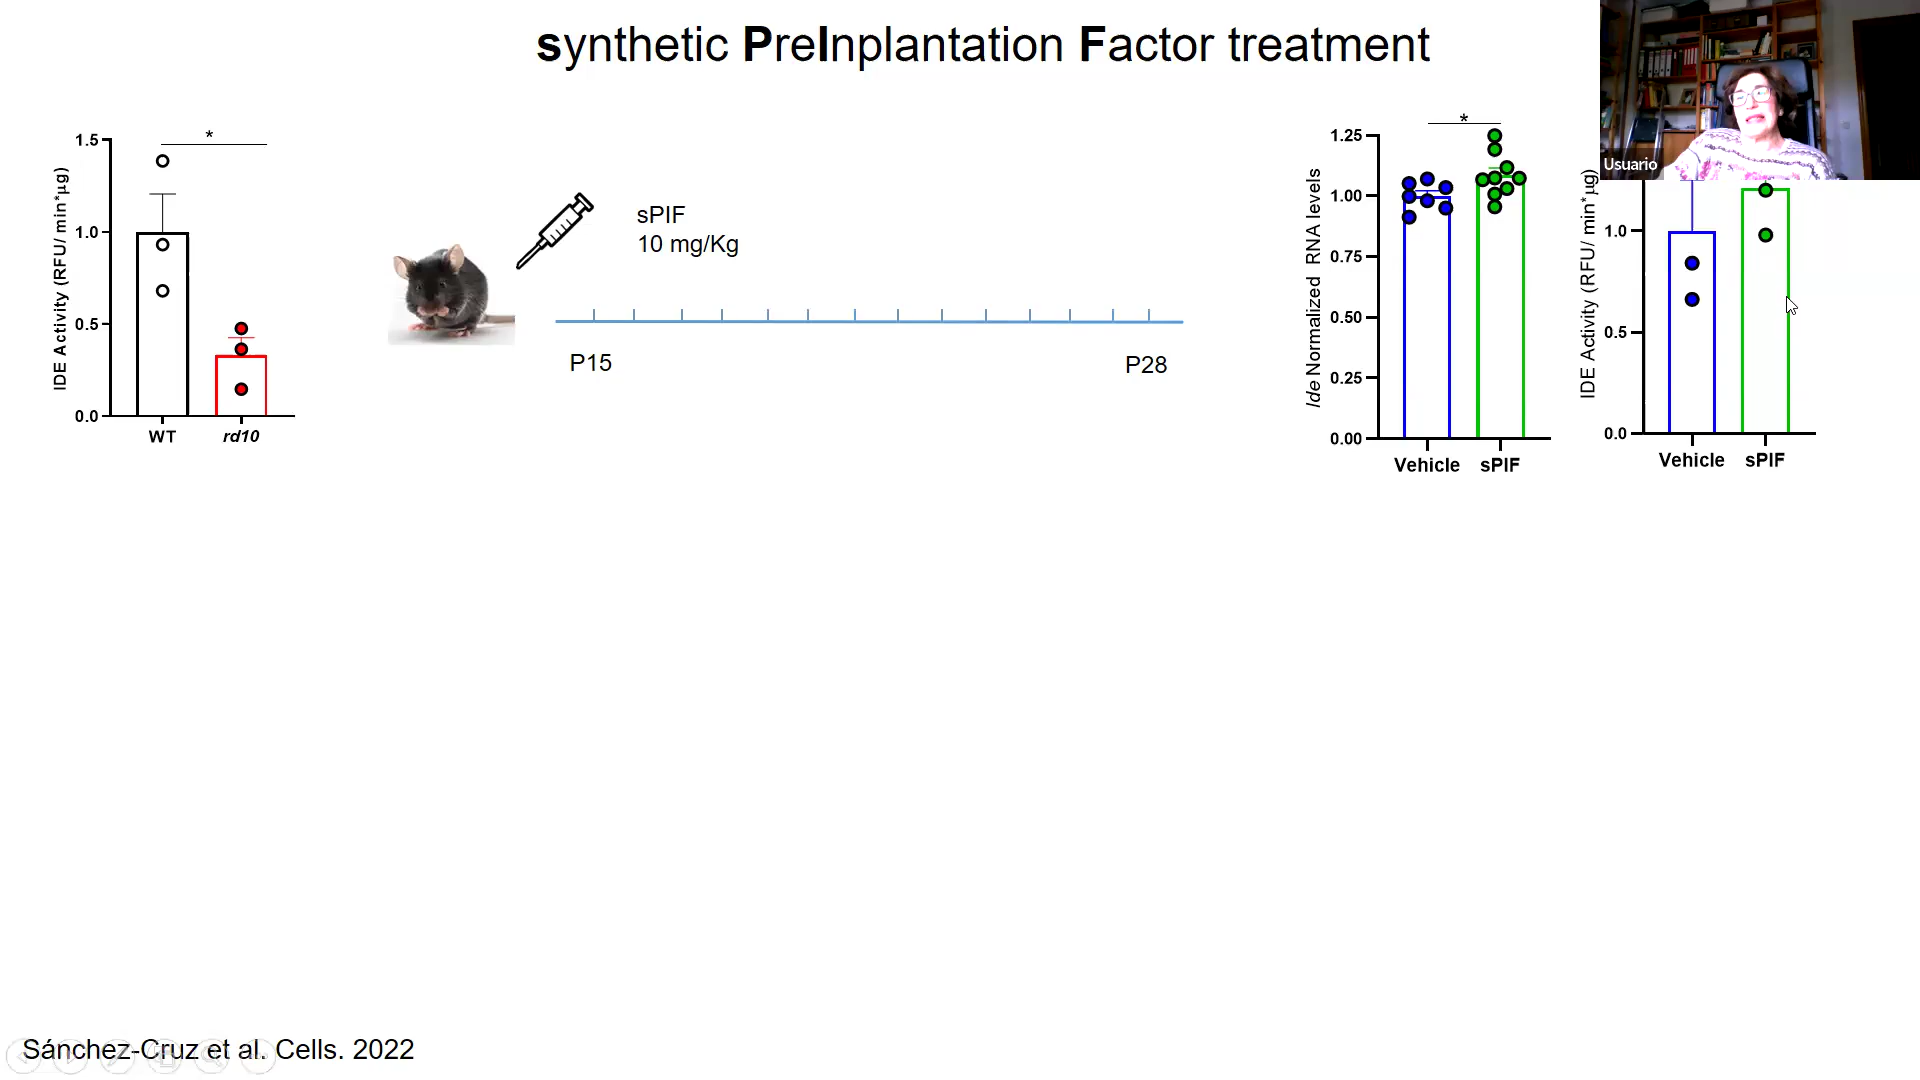 synthetic PreInplantation Factor treatment
Usuario
*
1.5
1.0
0.5
0.0
IDE Activity (RFU/ min*µg)
WT rd10
sPIF
10 mg/Kg
P15 P28
*
1.25
1.00
0.75
0.50
0.25
0.00
Ide Normalized RNA levels
Vehicle sPIF
1.0
0.5
0.0
IDE Activity (RFU/ min*µg)
Vehicle sPIF
Sánchez-Cruz et al. Cells. 2022